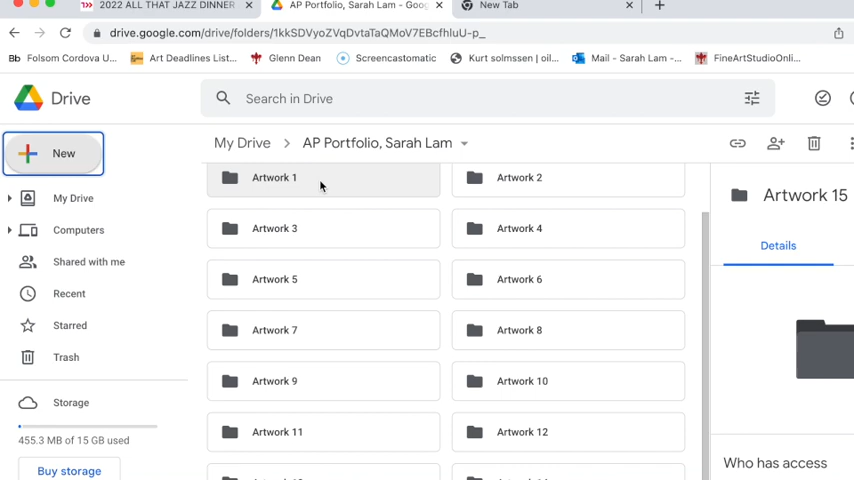 2022 ALL THAT JAZZ DINNER
AP Portfolio, Sarah Lam - Goog
New Tab
drive.google.com/drive/folders/1kkSDVyoZVqDvtaTaQMoV7EBcfhluU-p_
Bb Folsom Cordova U...
Art Deadlines List...
Glenn Dean
Screencastomatic
Kurt solmssen | oil...
Mail - Sarah Lam -...
FineArtStudioOnli...
Drive
Search in Drive
New
My Drive > AP Portfolio, Sarah Lam
My Drive
Computers
Shared with me
Recent
Starred
Trash
Storage
455.3 MB of 15 GB used
Buy storage
Artwork 1
Artwork 2
Artwork 3
Artwork 4
Artwork 5
Artwork 6
Artwork 7
Artwork 8
Artwork 9
Artwork 10
Artwork 11
Artwork 12
Artwork 15
Details
Who has access